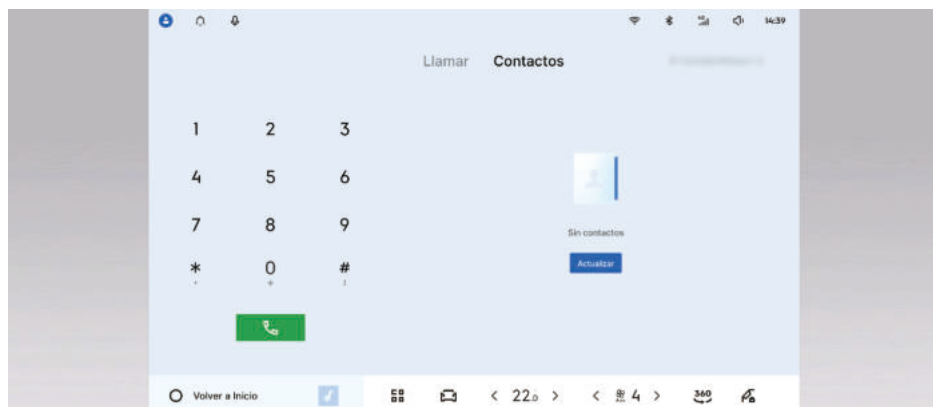 14:39
Llamar Contactos
1 2 3
4 5 6
7 8 9
* 0 #
+
Sin contactos
Actualizar
Volver a Inicio
22.0
4
360